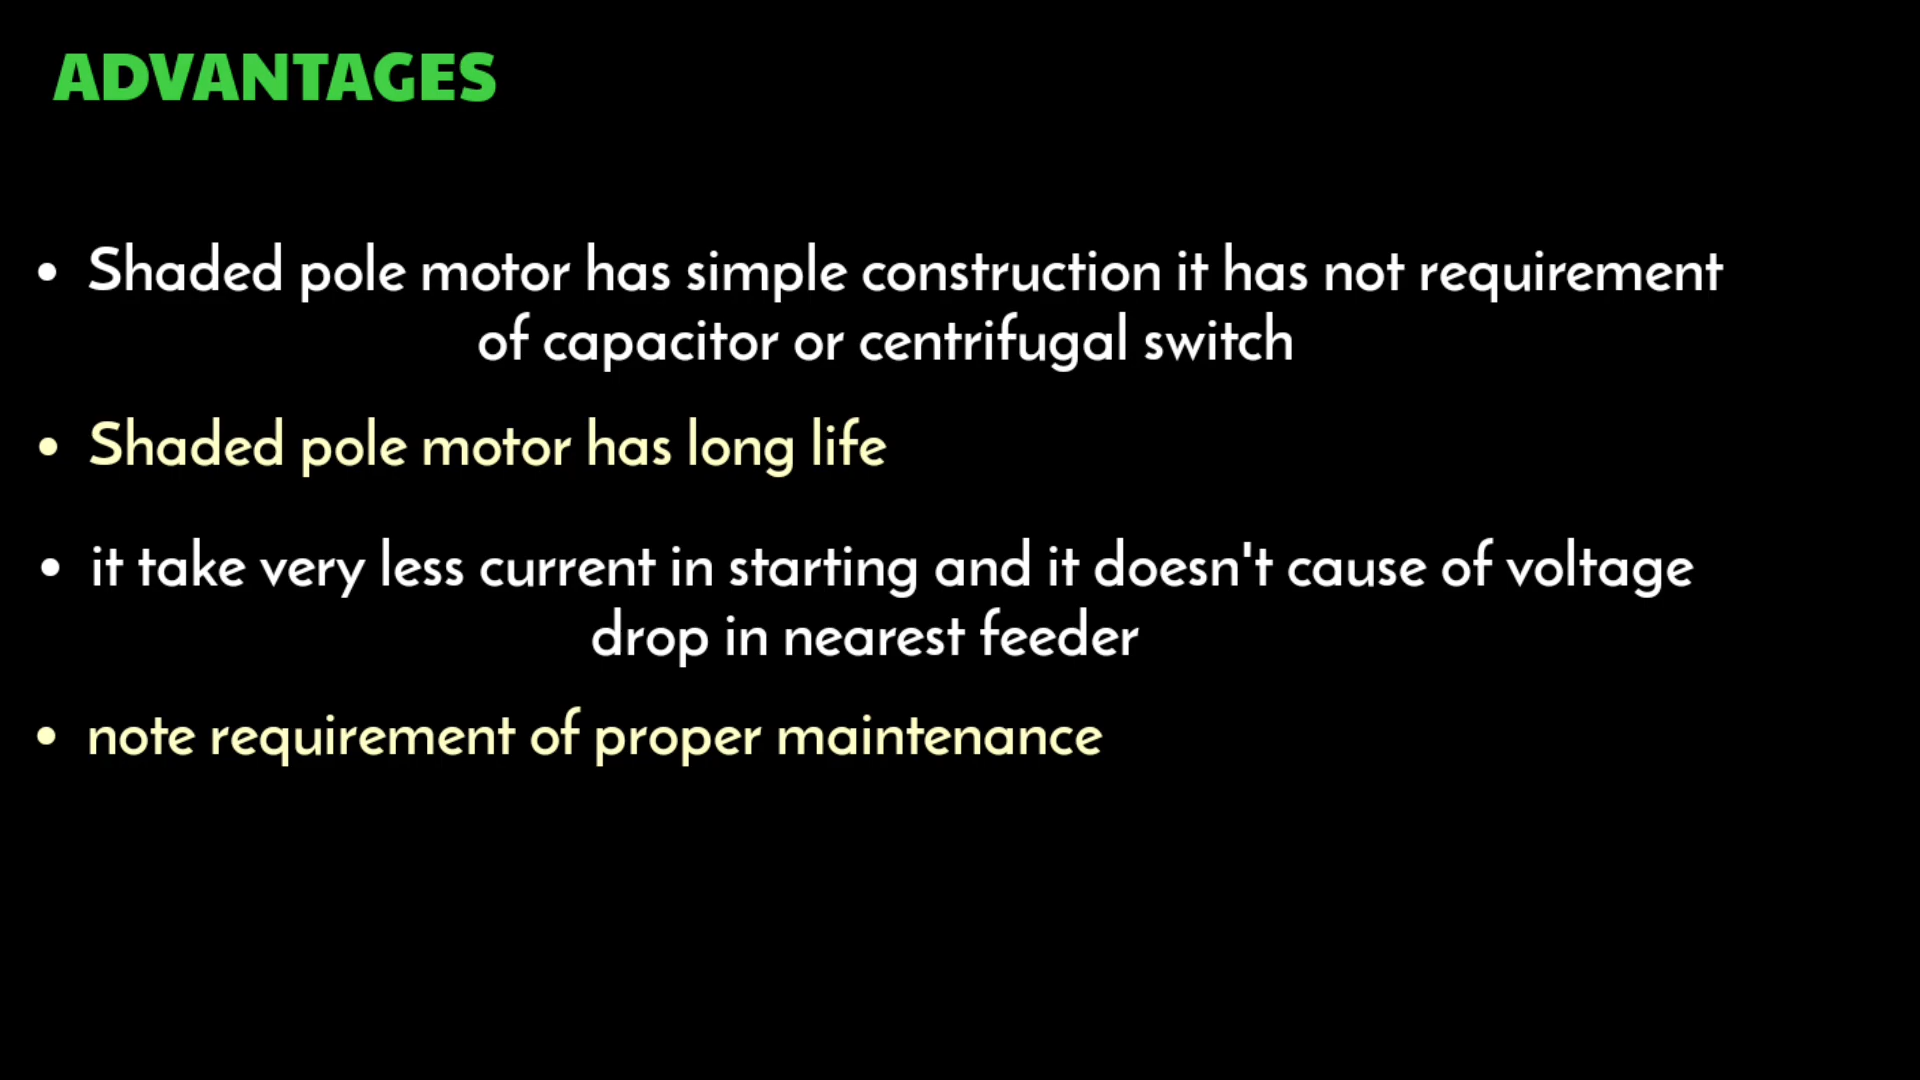 ADVANTAGES
• Shaded pole motor has simple construction it has not requirement
of capacitor or centrifugal switch
• Shaded pole motor has long life
• it take very less current in starting and it doesn't cause of voltage
drop in nearest feeder
• note requirement of proper maintenance